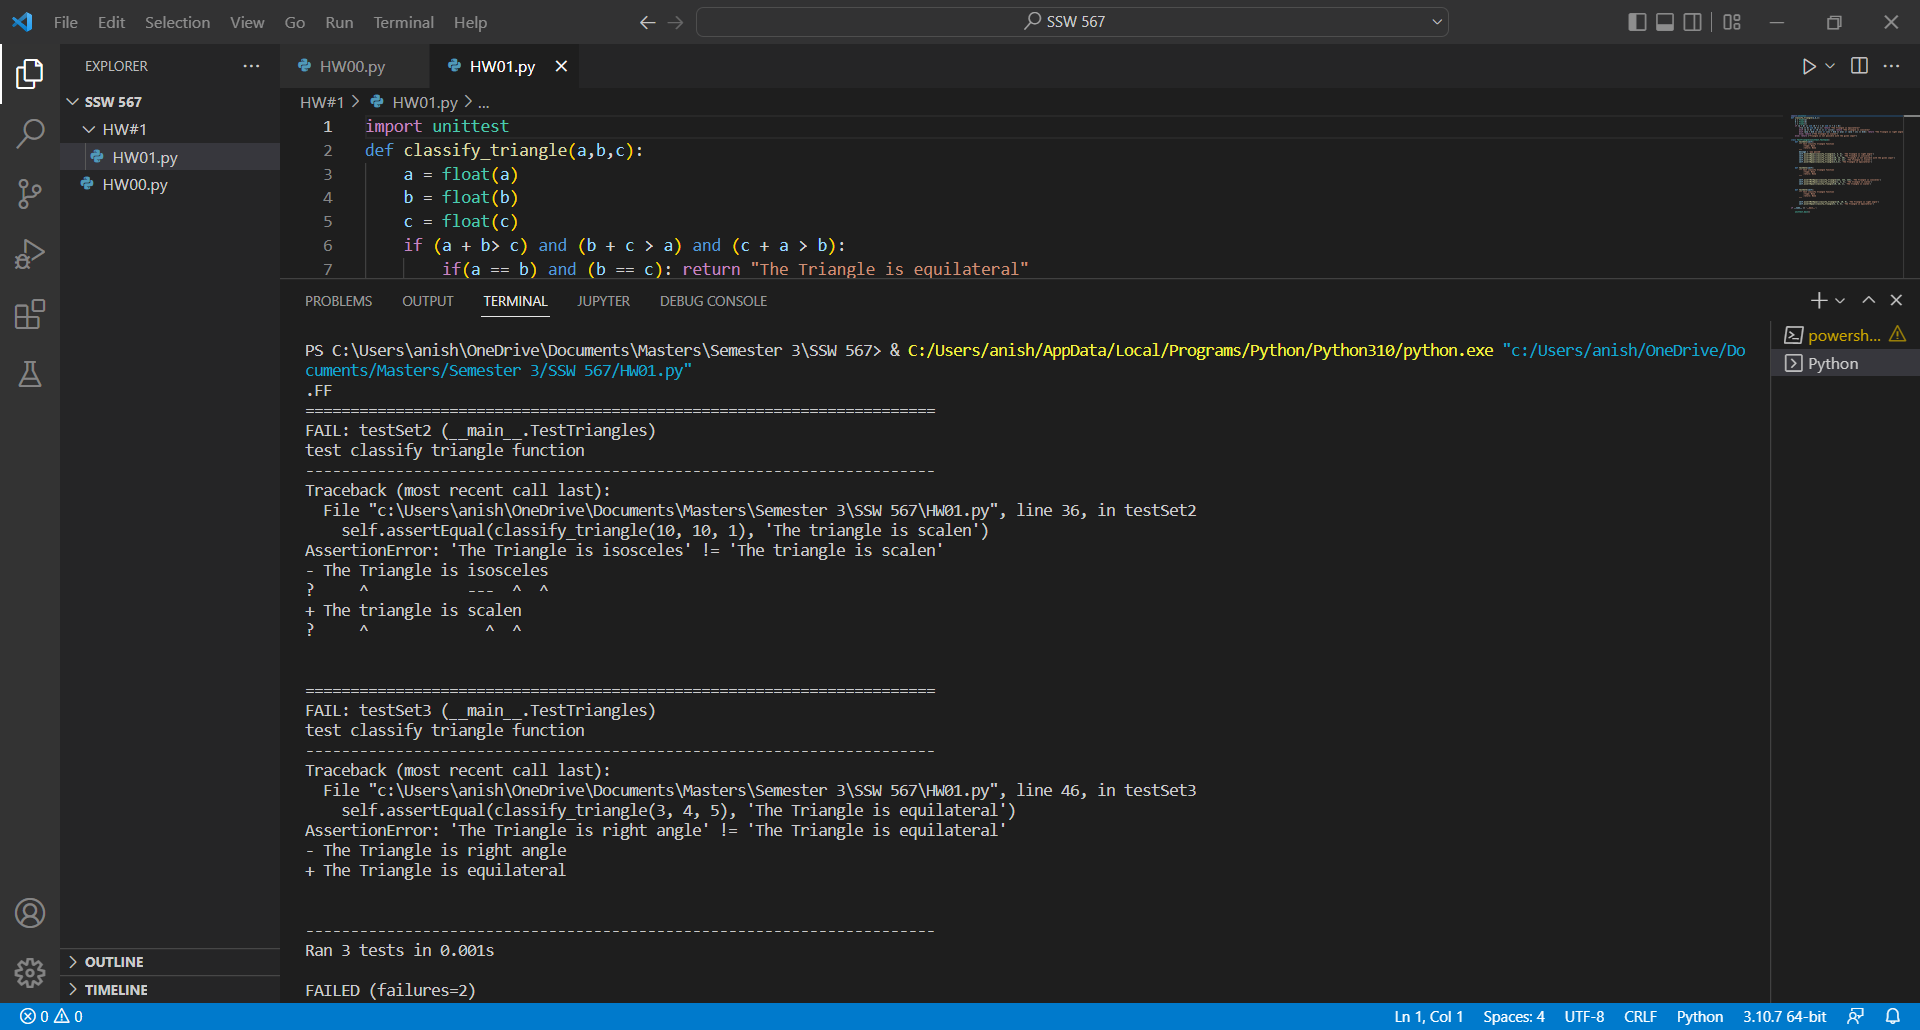 File Edit Selection View Go Run Terminal Help
SSW 567
EXPLORER
SSW 567
HW#1
HW01.py
HW00.py
OUTLINE
TIMELINE
HW00.py
HW01.py
HW#1 > HW01.py > ...
1 import unittest
2 def classify_triangle(a,b,c):
3 a = float(a)
4 b = float(b)
5 c = float(c)
6 if (a + b> c) and (b + c > a) and (c + a > b):
7 if(a == b) and (b == c): return "The Triangle is equilateral"
PROBLEMS OUTPUT TERMINAL JUPYTER DEBUG CONSOLE
powersh...
Python
PS C:\Users\anish\OneDrive\Documents\Masters\Semester 3\SSW 567> & C:/Users/anish/AppData/Local/Programs/Python/Python310/python.exe "c:/Users/anish/OneDrive/Do
cuments/Masters/Semester 3/SSW 567/HW01.py"
.FF
======================================================================
FAIL: testSet2 (__main__.TestTriangles)
test classify triangle function
----------------------------------------------------------------------
Traceback (most recent call last):
File "c:\Users\anish\OneDrive\Documents\Masters\Semester 3\SSW 567\HW01.py", line 36, in testSet2
self.assertEqual(classify_triangle(10, 10, 1), 'The triangle is scalen')
AssertionError: 'The Triangle is isosceles' != 'The triangle is scalen'
- The Triangle is isosceles
?     ^           ---  ^  ^
+ The triangle is scalen
?     ^             ^  ^
======================================================================
FAIL: testSet3 (__main__.TestTriangles)
test classify triangle function
----------------------------------------------------------------------
Traceback (most recent call last):
File "c:\Users\anish\OneDrive\Documents\Masters\Semester 3\SSW 567\HW01.py", line 46, in testSet3
self.assertEqual(classify_triangle(3, 4, 5), 'The Triangle is equilateral')
AssertionError: 'The Triangle is right angle' != 'The Triangle is equilateral'
- The Triangle is right angle
+ The Triangle is equilateral
----------------------------------------------------------------------
Ran 3 tests in 0.001s
FAILED (failures=2)
0 0
Ln 1, Col 1 Spaces: 4 UTF-8 CRLF Python 3.10.7 64-bit